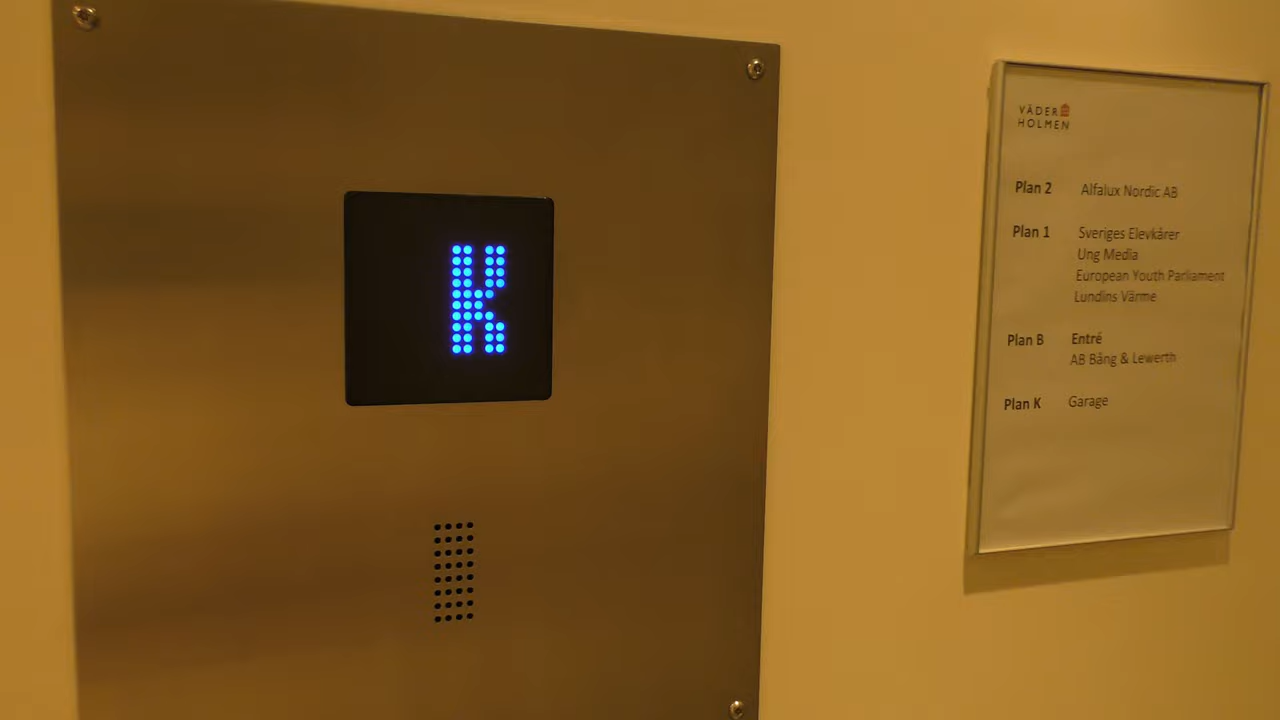 K
VÄDER
HOLMEN
Plan 2 Alfalux Nordic AB
Plan 1 Sveriges Elevkårer
Ung Media
European Youth Parliament
Lundins Värme
Plan B Entré
AB Bång & Lewerth
Plan K Garage